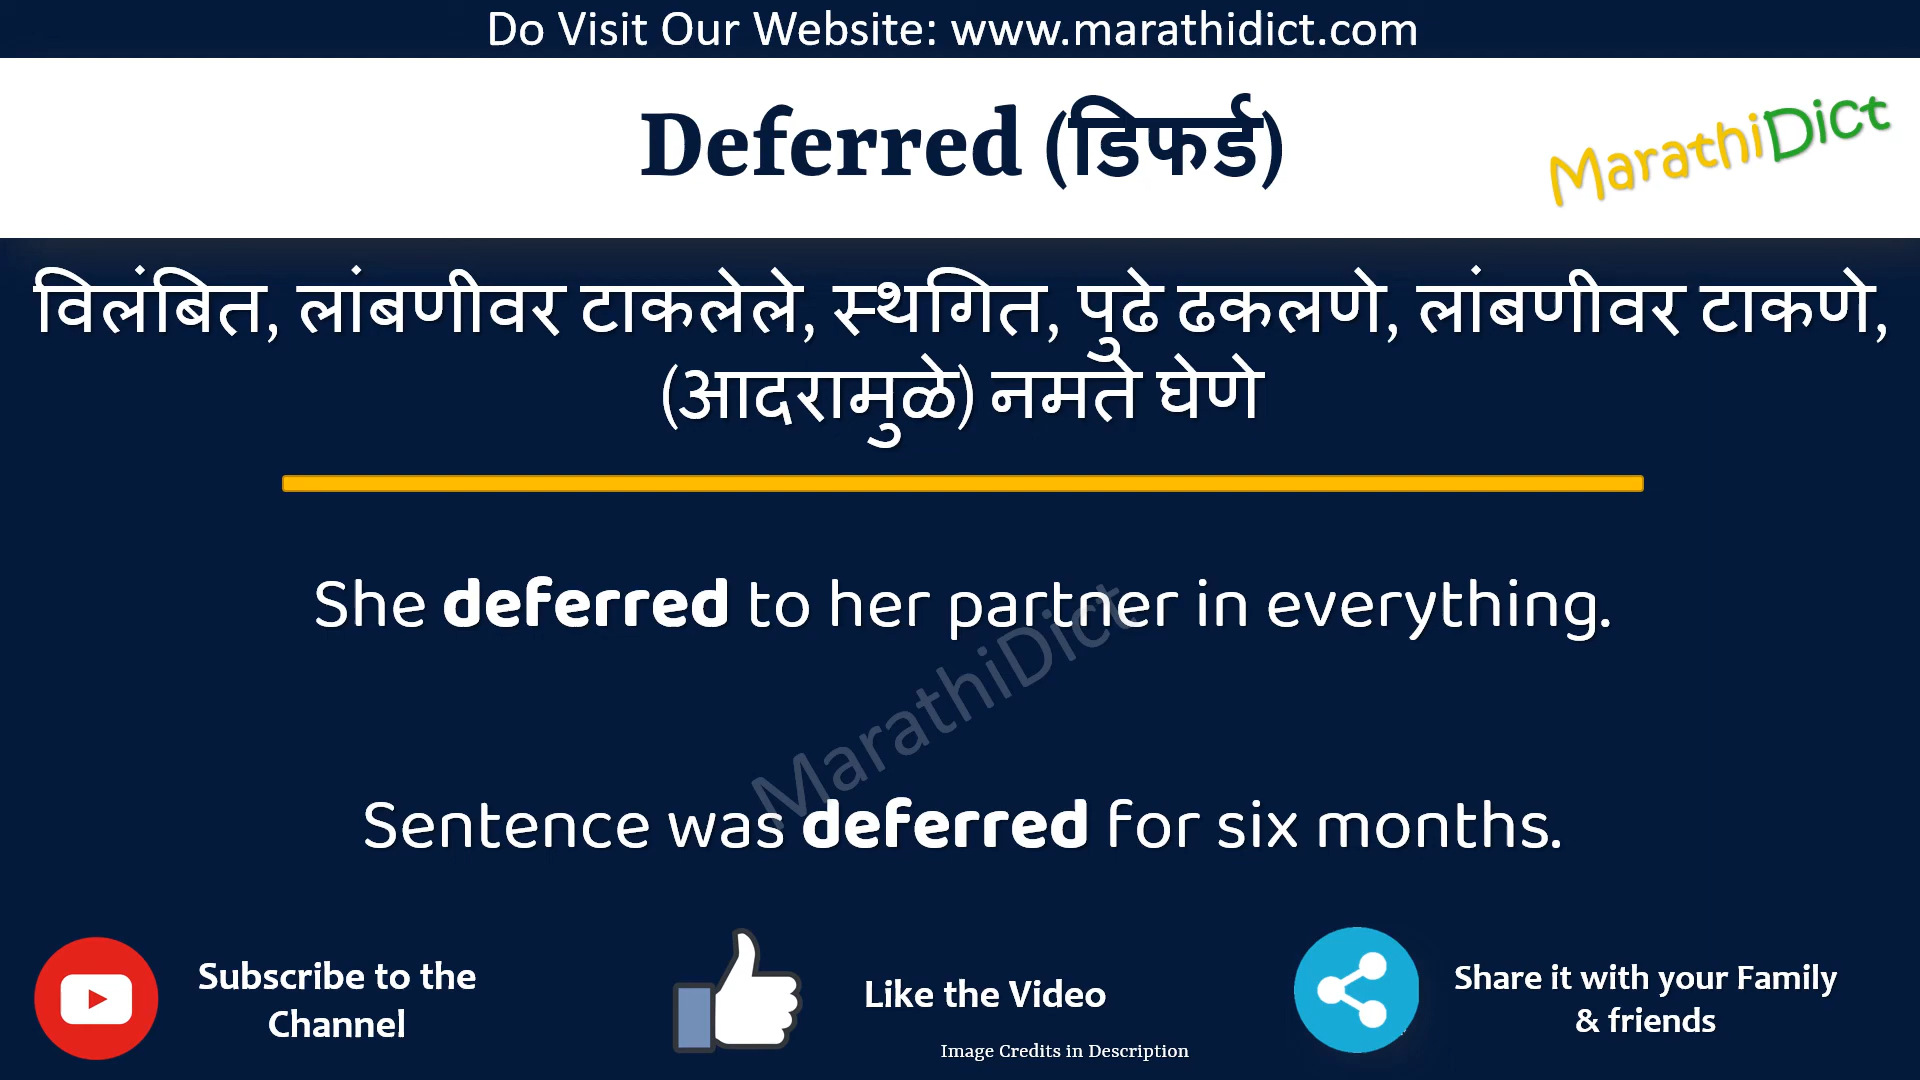 Do Visit Our Website: www.marathidict.com
Deferred (डिफर्ड)
MarathiDict
विलंबित, लांबणीवर टाकलेले, स्थगित, पुढे ढकलणे, लांबणीवर टाकणे,
(आदरामुळे) नमते घेणे
She deferred to her partner in everything.
MarathiDict
Sentence was deferred for six months.
Subscribe to the
Channel
Like the Video
Share it with your Family
& friends
Image Credits in Description